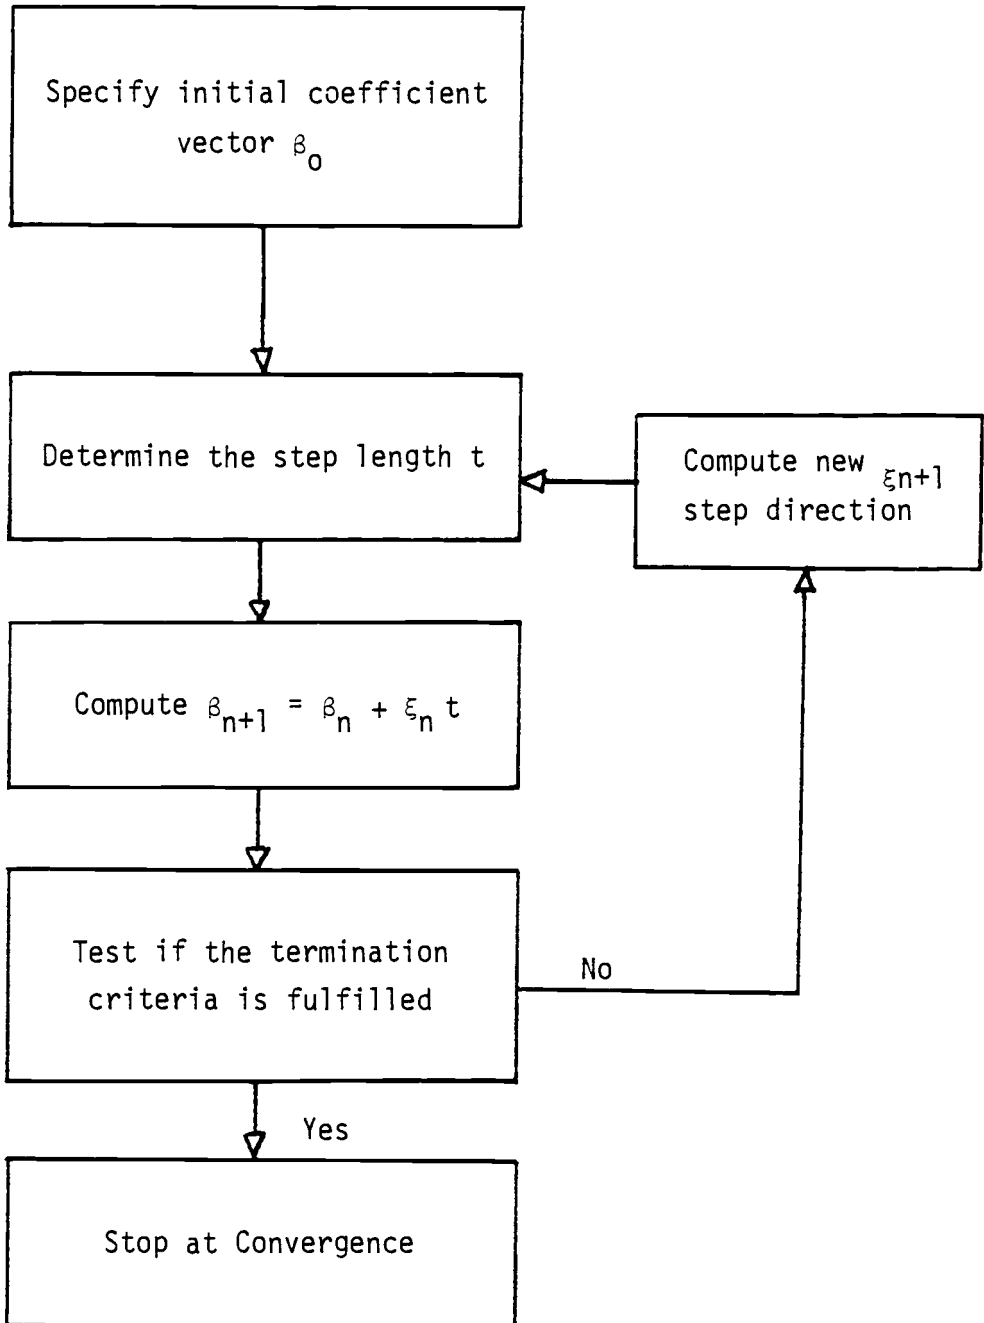 Specify initial coefficient
vector β₀
Determine the step length t
Compute new ξn+1
step direction
Compute βₙ₊₁ = βₙ + ξₙ t
Test if the termination
criteria is fulfilled
No
Yes
Stop at Convergence